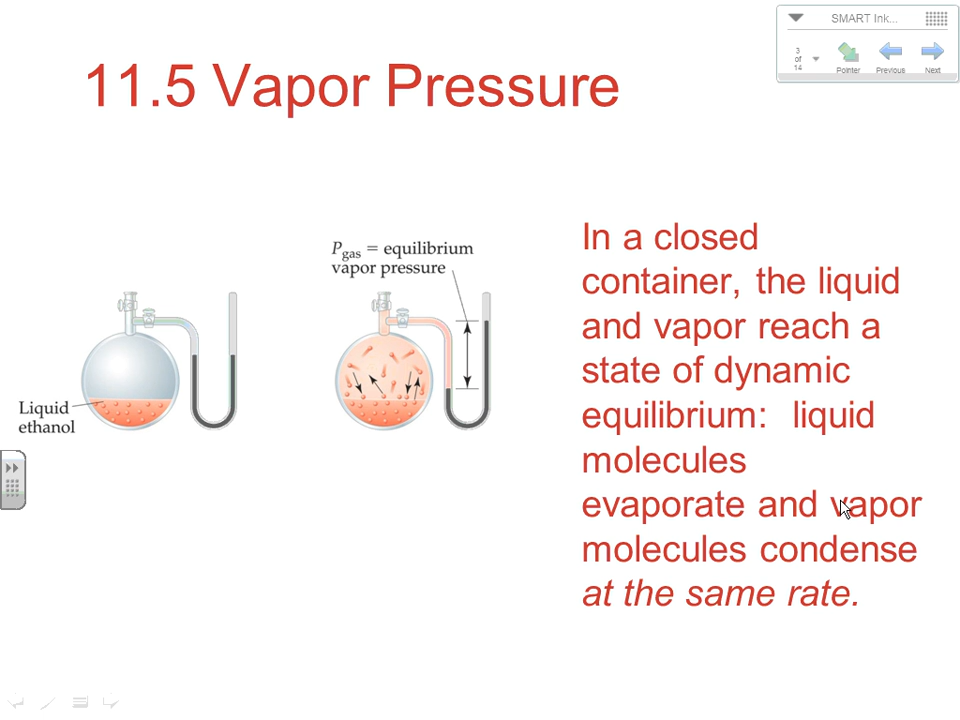 SMART Ink...
3
of
14
Pointer
Previous
Next
11.5 Vapor Pressure
Pgas = equilibrium
vapor pressure
Liquid
ethanol
In a closed
container, the liquid
and vapor reach a
state of dynamic
equilibrium:  liquid
molecules
evaporate and vapor
molecules condense
at the same rate.